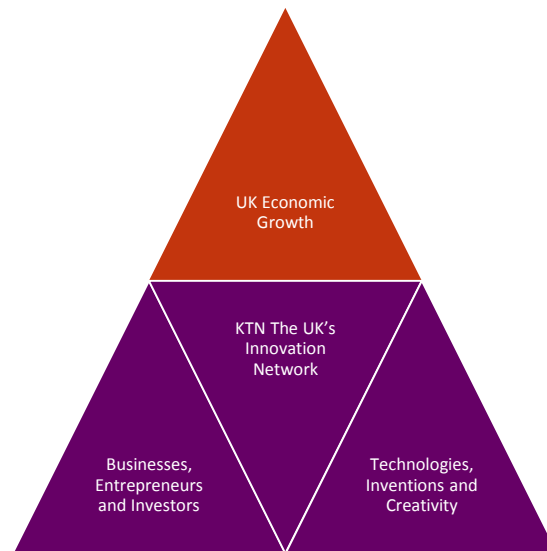 UK Economic
Growth
KTN The UK’s
Innovation
Network
Businesses,
Entrepreneurs
and Investors
Technologies,
Inventions and
Creativity